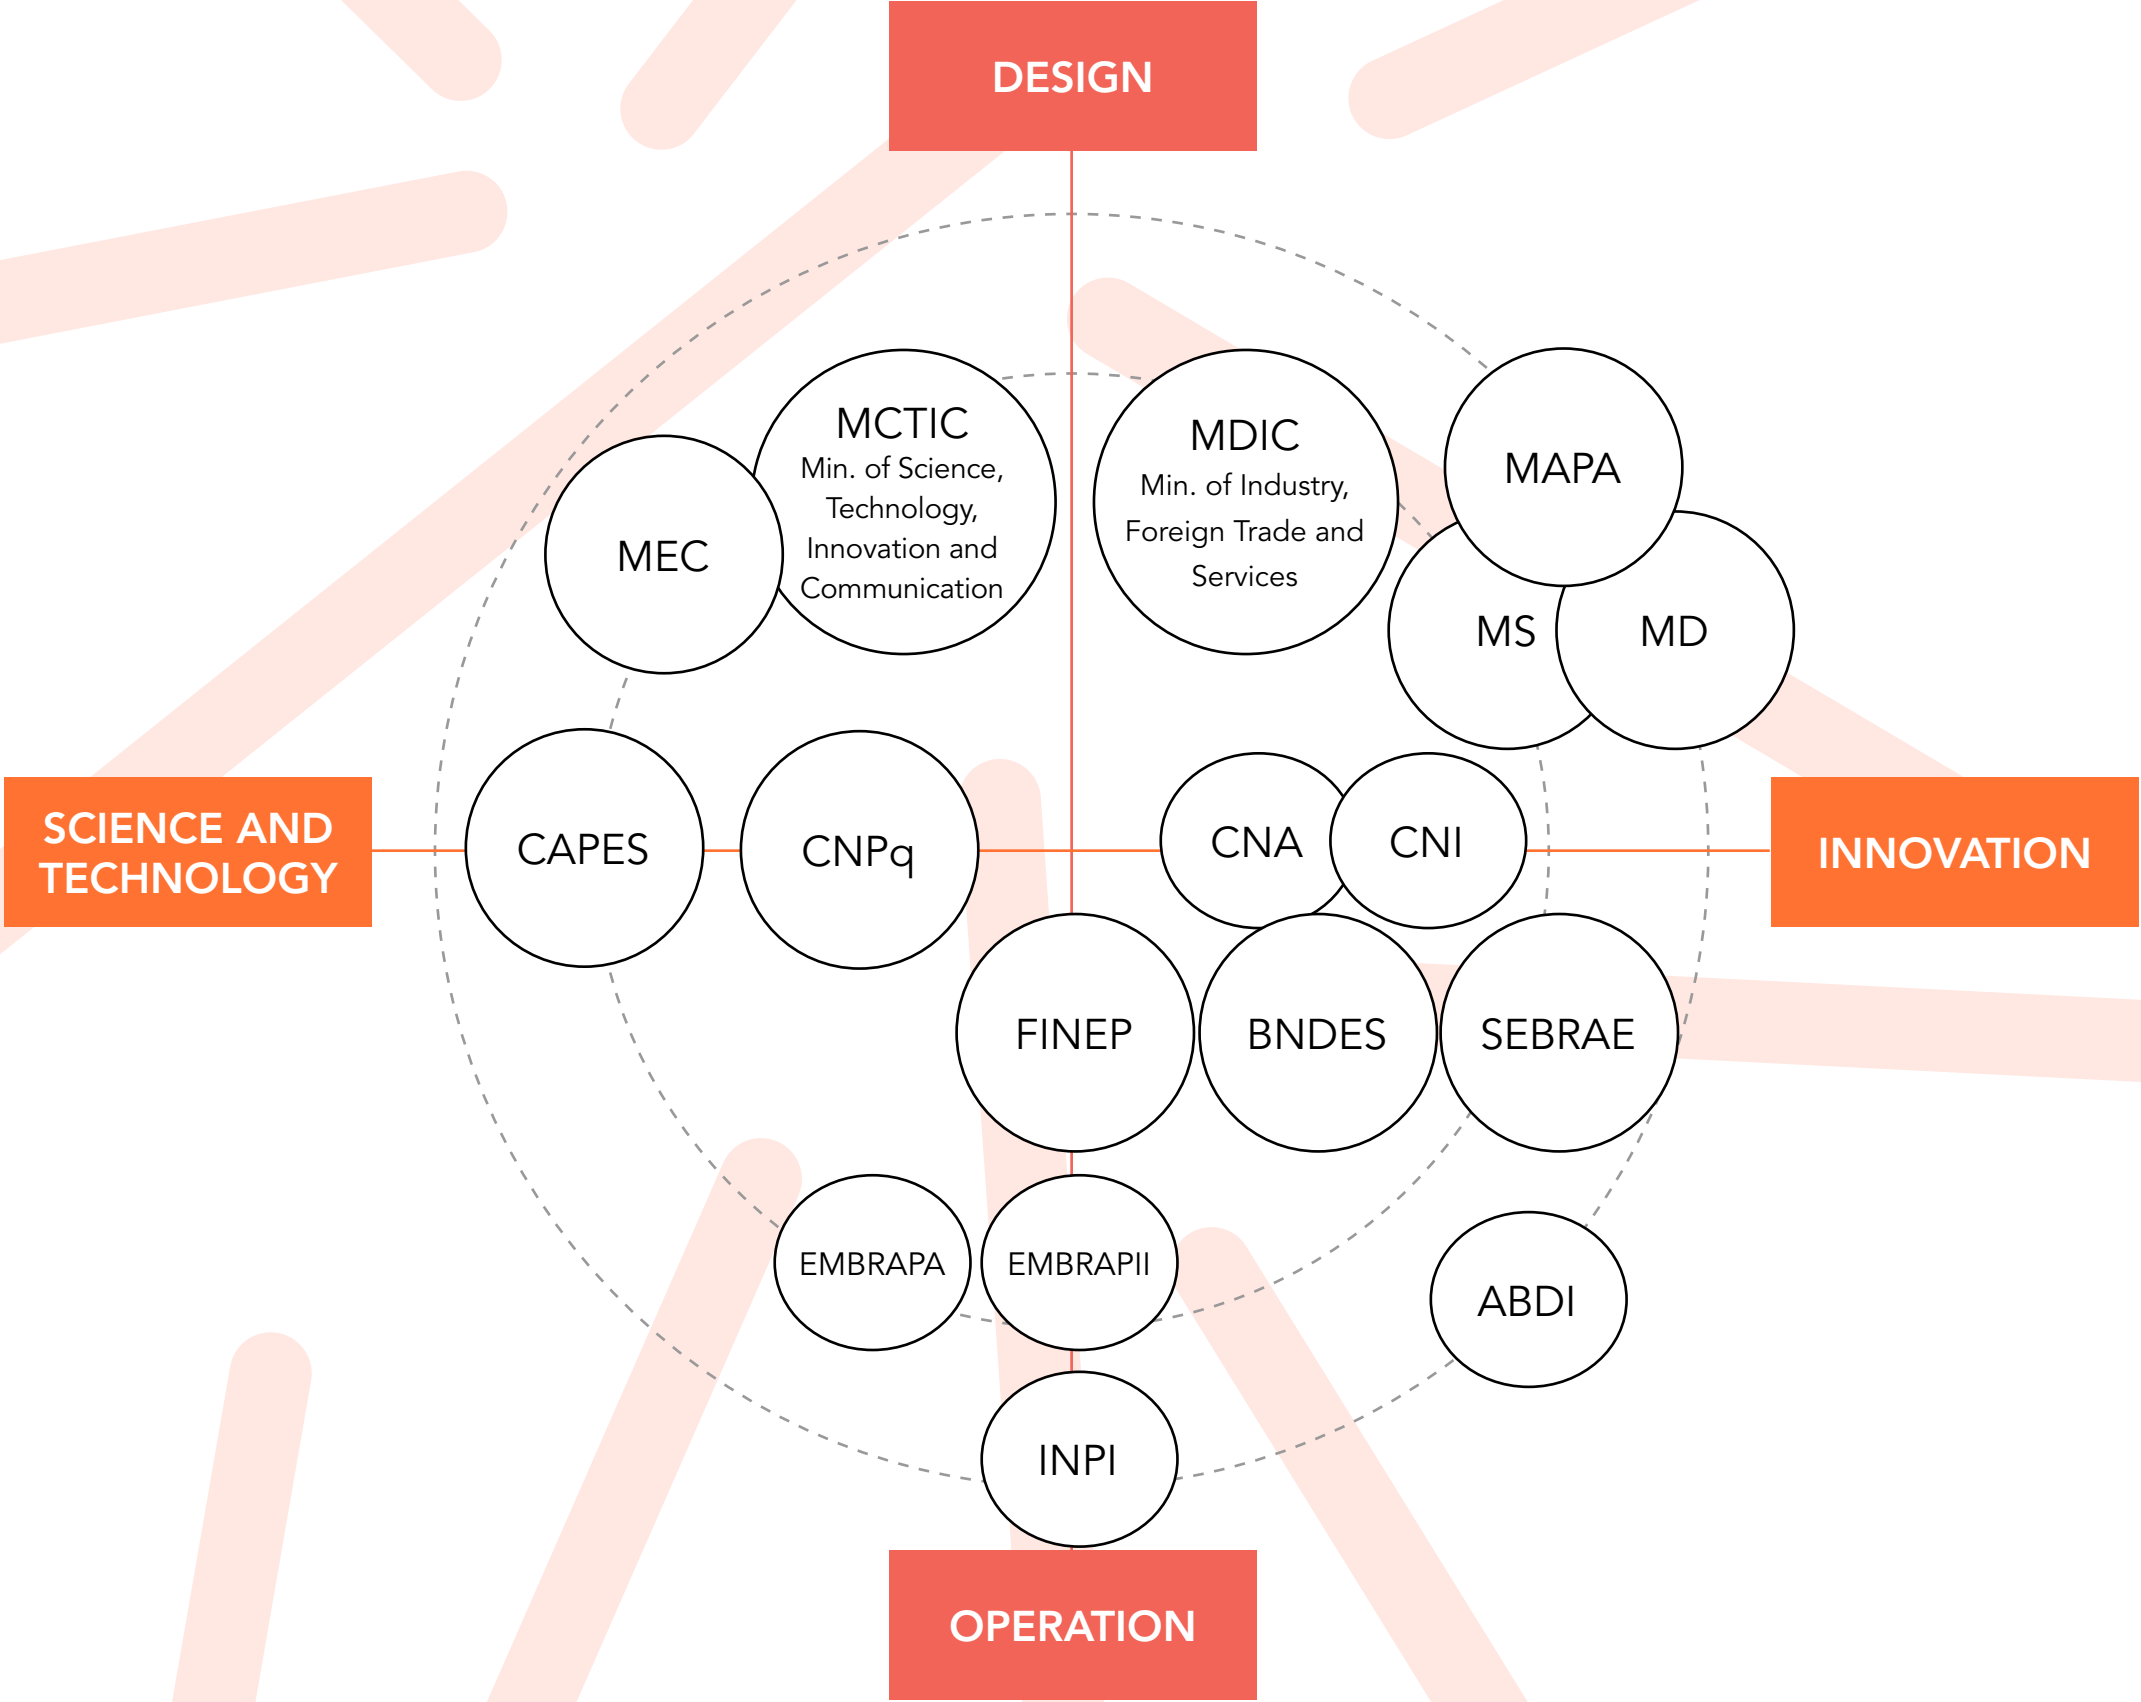 DESIGN
MCTIC
Min. of Science,
Technology,
Innovation and
Communication
MDIC
Min. of Industry,
Foreign Trade and
Services
MAPA
MEC
MS
MD
SCIENCE AND
TECHNOLOGY
CAPES
CNPq
CNA
CNI
INNOVATION
FINEP
BNDES
SEBRAE
EMBRAPA
EMBRAPII
ABDI
INPI
OPERATION